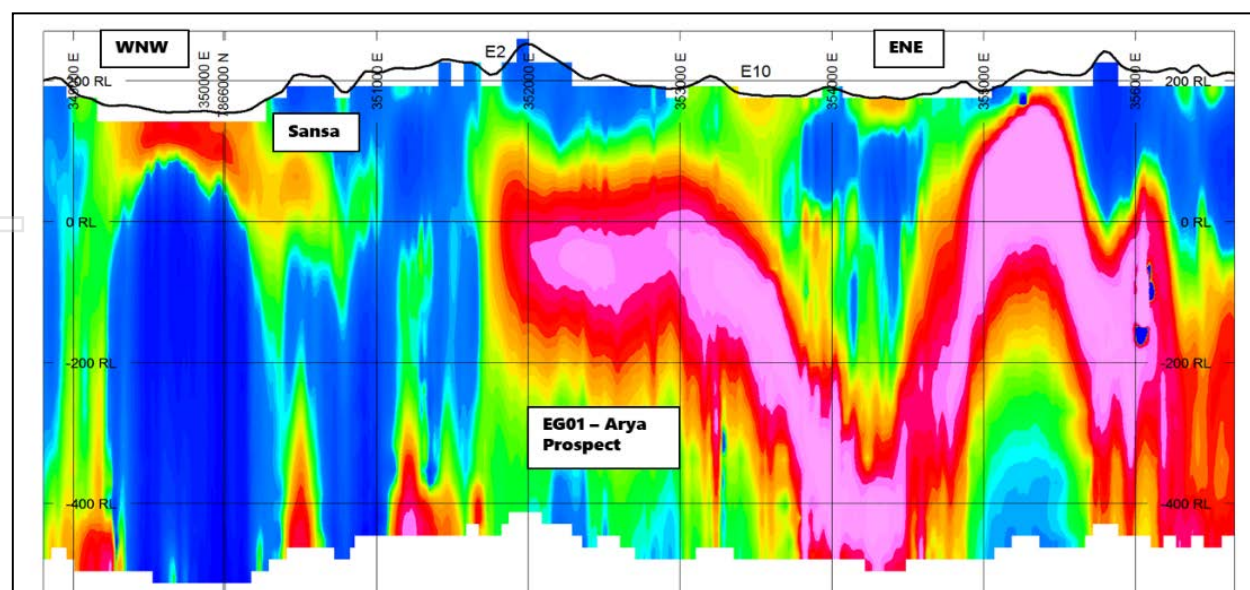 WNW
ENE
E2
E10
349000 E
350000 E
7866000 N
351000 E
352000 E
353000 E
354000 E
355000 E
356000 E
200 RL
200 RL
Sansa
0 RL
0 RL
-200 RL
-200 RL
EG01 – Arya
Prospect
-400 RL
-400 RL